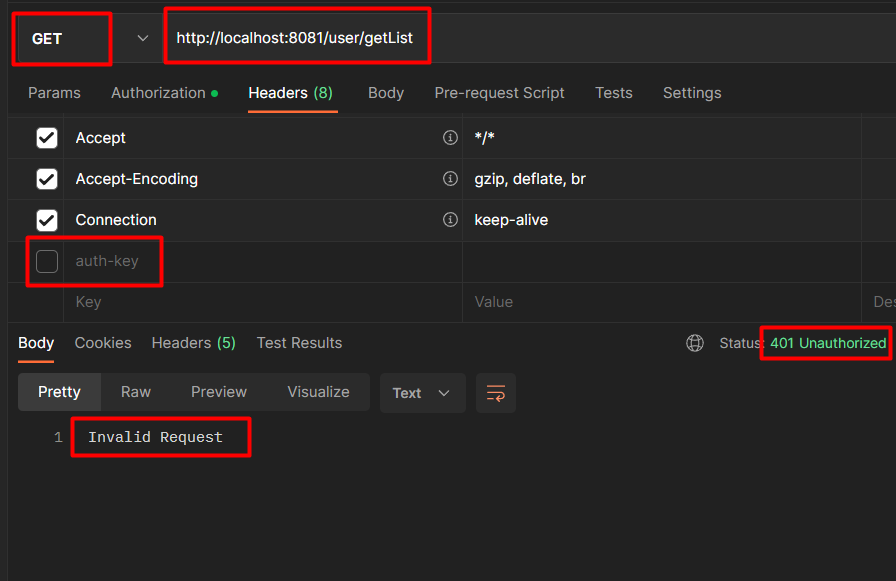 GET http://localhost:8081/user/getList
Params Authorization Headers (8) Body Pre-request Script Tests Settings
Accept */*
Accept-Encoding gzip, deflate, br
Connection keep-alive
auth-key
Key Value Des
Body Cookies Headers (5) Test Results Status: 401 Unauthorized
Pretty Raw Preview Visualize Text
1 Invalid Request